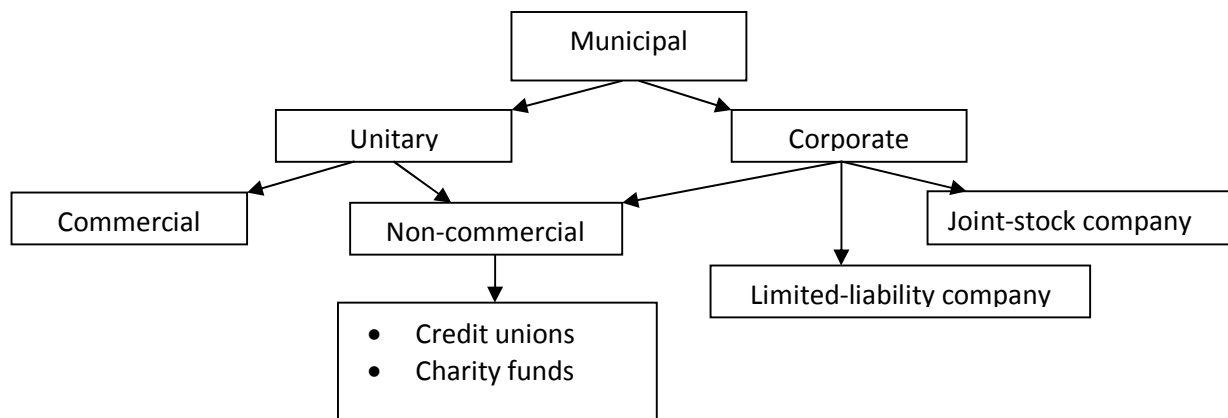 Municipal
Unitary
Corporate
Commercial
Non-commercial
Joint-stock company
Limited-liability company
• Credit unions
• Charity funds